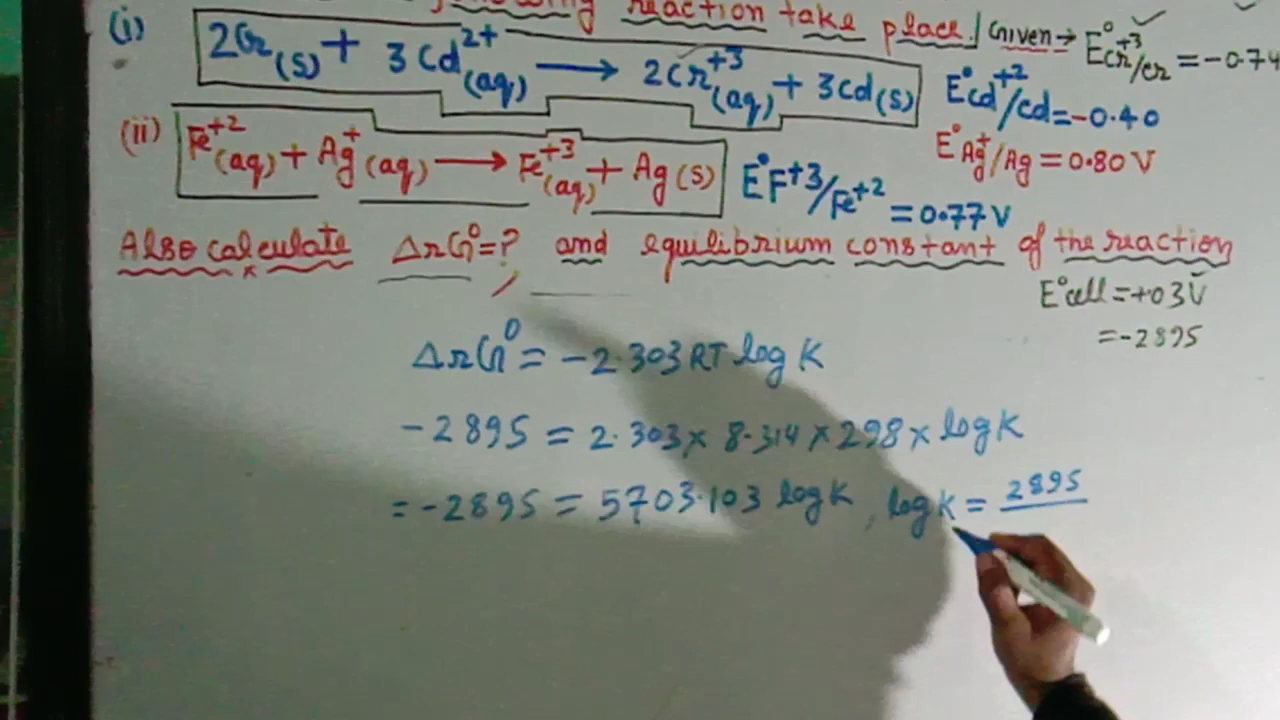 reaction take place / Given → E°Cr⁺³/Cr = -0.74
(i) 2Cr(s) + 3Cd²⁺(aq) → 2Cr⁺³(aq) + 3Cd(s)
E°Cd⁺²/Cd = -0.40
(ii) Fe⁺²(aq) + Ag⁺(aq) → Fe⁺³(aq) + Ag(s)
E°Ag⁺/Ag = 0.80 V
E°F⁺³/Fe⁺² = 0.77 V
Also calculate ΔrG° = ? and equilibrium constant of the reaction
E°cell = +03V
= -2895
ΔrG° = -2.303 RT log K
-2895 = 2.303 × 8.314 × 298 × log K
= -2895 = 5703.103 log K , log K = 2895